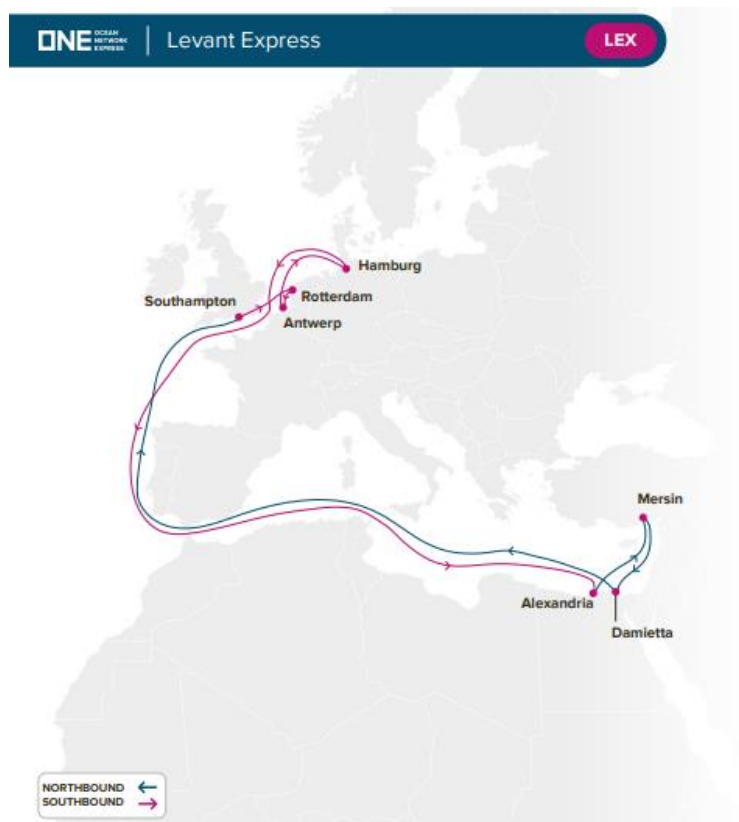 ONE OCEAN NETWORK EXPRESS
Levant Express
LEX
Hamburg
Rotterdam
Southampton
Antwerp
Mersin
Alexandria
Damietta
NORTHBOUND
SOUTHBOUND